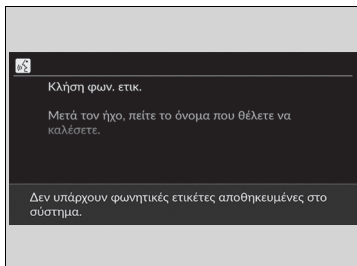 Κλήση φων. ετικ.
Μετά τον ήχο, πείτε το όνομα που θέλετε να
καλέσετε.
Δεν υπάρχουν φωνητικές ετικέτες αποθηκευμένες στο
σύστημα.